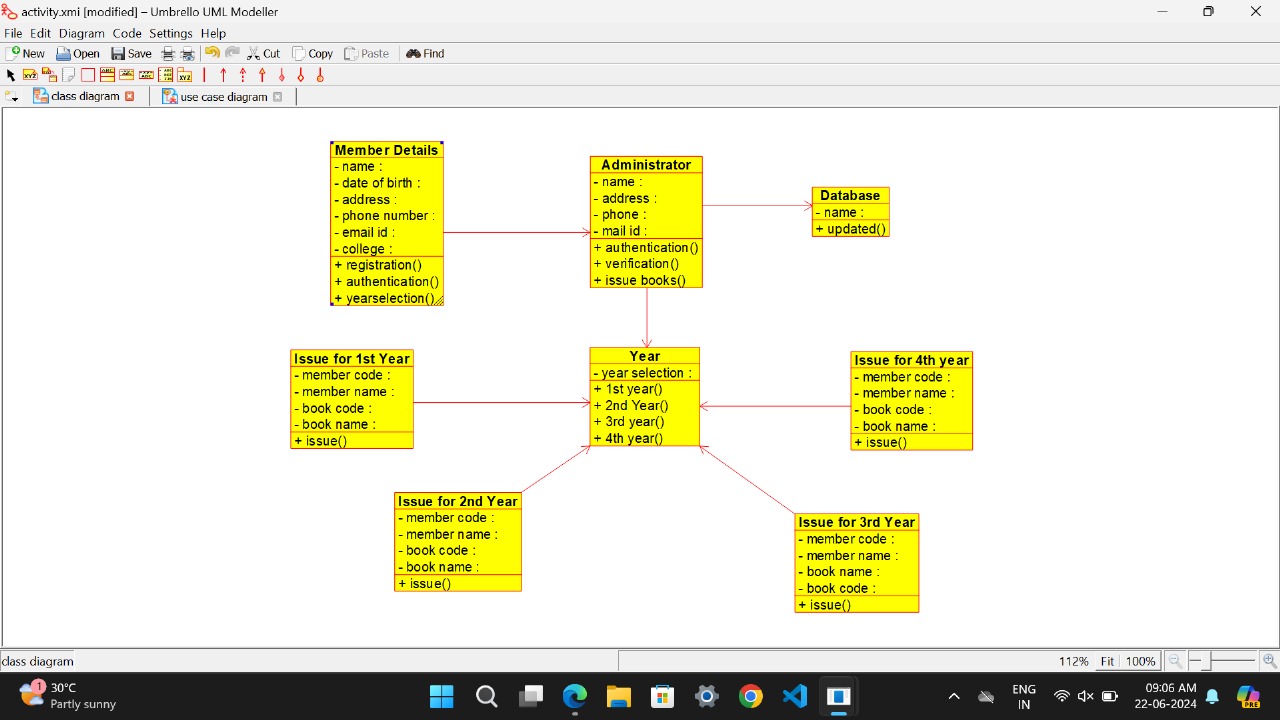 activity.xmi [modified] – Umbrello UML Modeller
File Edit Diagram Code Settings Help
New Open Save Cut Copy Paste Find
class diagram use case diagram
Member Details
- name :
- date of birth :
- address :
- phone number :
- email id :
- college :
+ registration()
+ authentication()
+ yearselection()
Administrator
- name :
- address :
- phone :
- mail id :
+ authentication()
+ verification()
+ issue books()
Database
- name :
+ updated()
Issue for 1st Year
- member code :
- member name :
- book code :
- book name :
+ issue()
Year
- year selection :
+ 1st year()
+ 2nd Year()
+ 3rd year()
+ 4th year()
Issue for 4th year
- member code :
- member name :
- book code :
- book name :
+ issue()
Issue for 2nd Year
- member code :
- member name :
- book code :
- book name :
+ issue()
Issue for 3rd Year
- member code :
- member name :
- book name :
- book code :
+ issue()
class diagram 112% Fit 100%
1
30°C
Partly sunny
ENG
IN
09:06 AM
22-06-2024
PRE